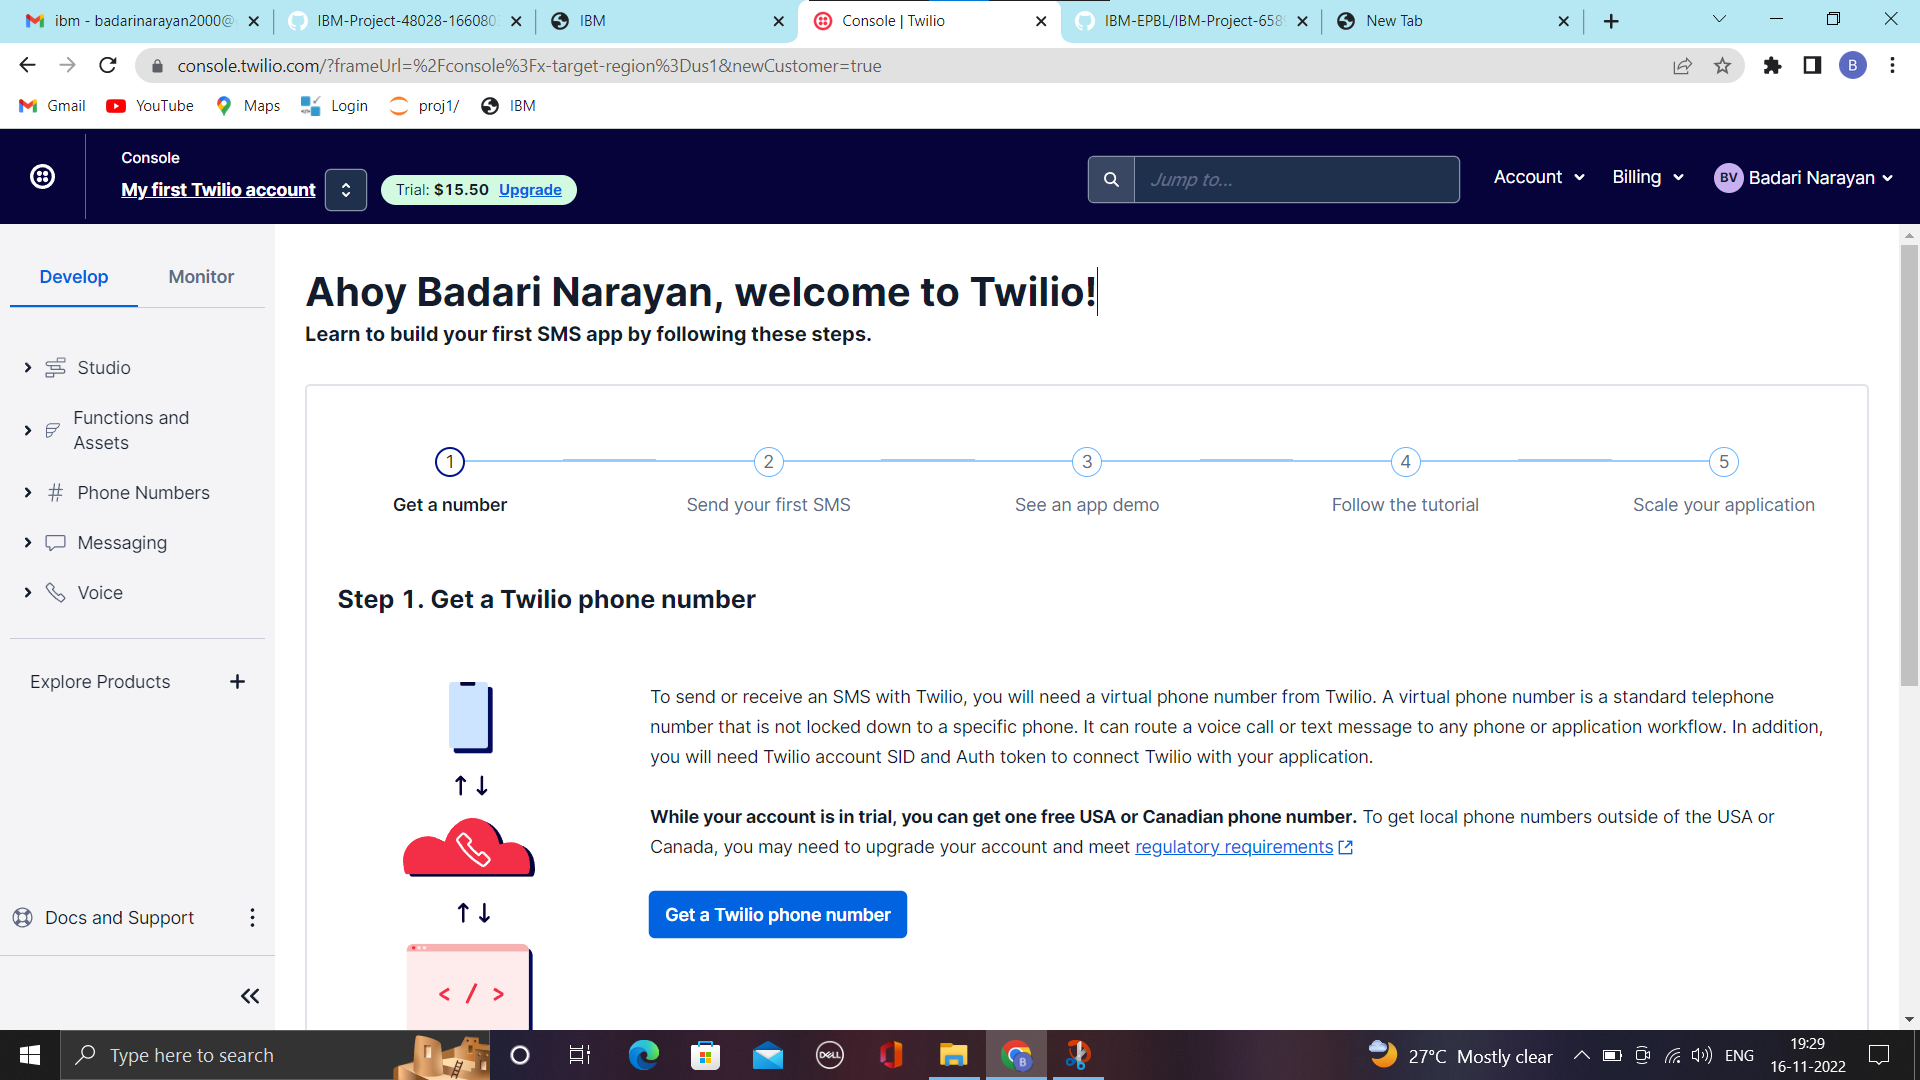 ibm - badarinarayan2000@
IBM-Project-48028-166080
IBM
Console | Twilio
IBM-EPBL/IBM-Project-658
New Tab
console.twilio.com/?frameUrl=%2Fconsole%3Fx-target-region%3Dus1&newCustomer=true
B
Gmail
YouTube
Maps
Login
proj1/
IBM
Console
My first Twilio account
Trial: $15.50 Upgrade
Jump to...
Account
Billing
BV Badari Narayan
Develop
Monitor
Studio
Functions and
Assets
Phone Numbers
Messaging
Voice
Explore Products
Docs and Support
Ahoy Badari Narayan, welcome to Twilio!
Learn to build your first SMS app by following these steps.
1
2
3
4
5
Get a number
Send your first SMS
See an app demo
Follow the tutorial
Scale your application
Step 1. Get a Twilio phone number
To send or receive an SMS with Twilio, you will need a virtual phone number from Twilio. A virtual phone number is a standard telephone
number that is not locked down to a specific phone. It can route a voice call or text message to any phone or application workflow. In addition,
you will need Twilio account SID and Auth token to connect Twilio with your application.
While your account is in trial, you can get one free USA or Canadian phone number. To get local phone numbers outside of the USA or
Canada, you may need to upgrade your account and meet regulatory requirements
Get a Twilio phone number
< / >
Type here to search
DELL
B
27°C Mostly clear
ENG
19:29
16-11-2022